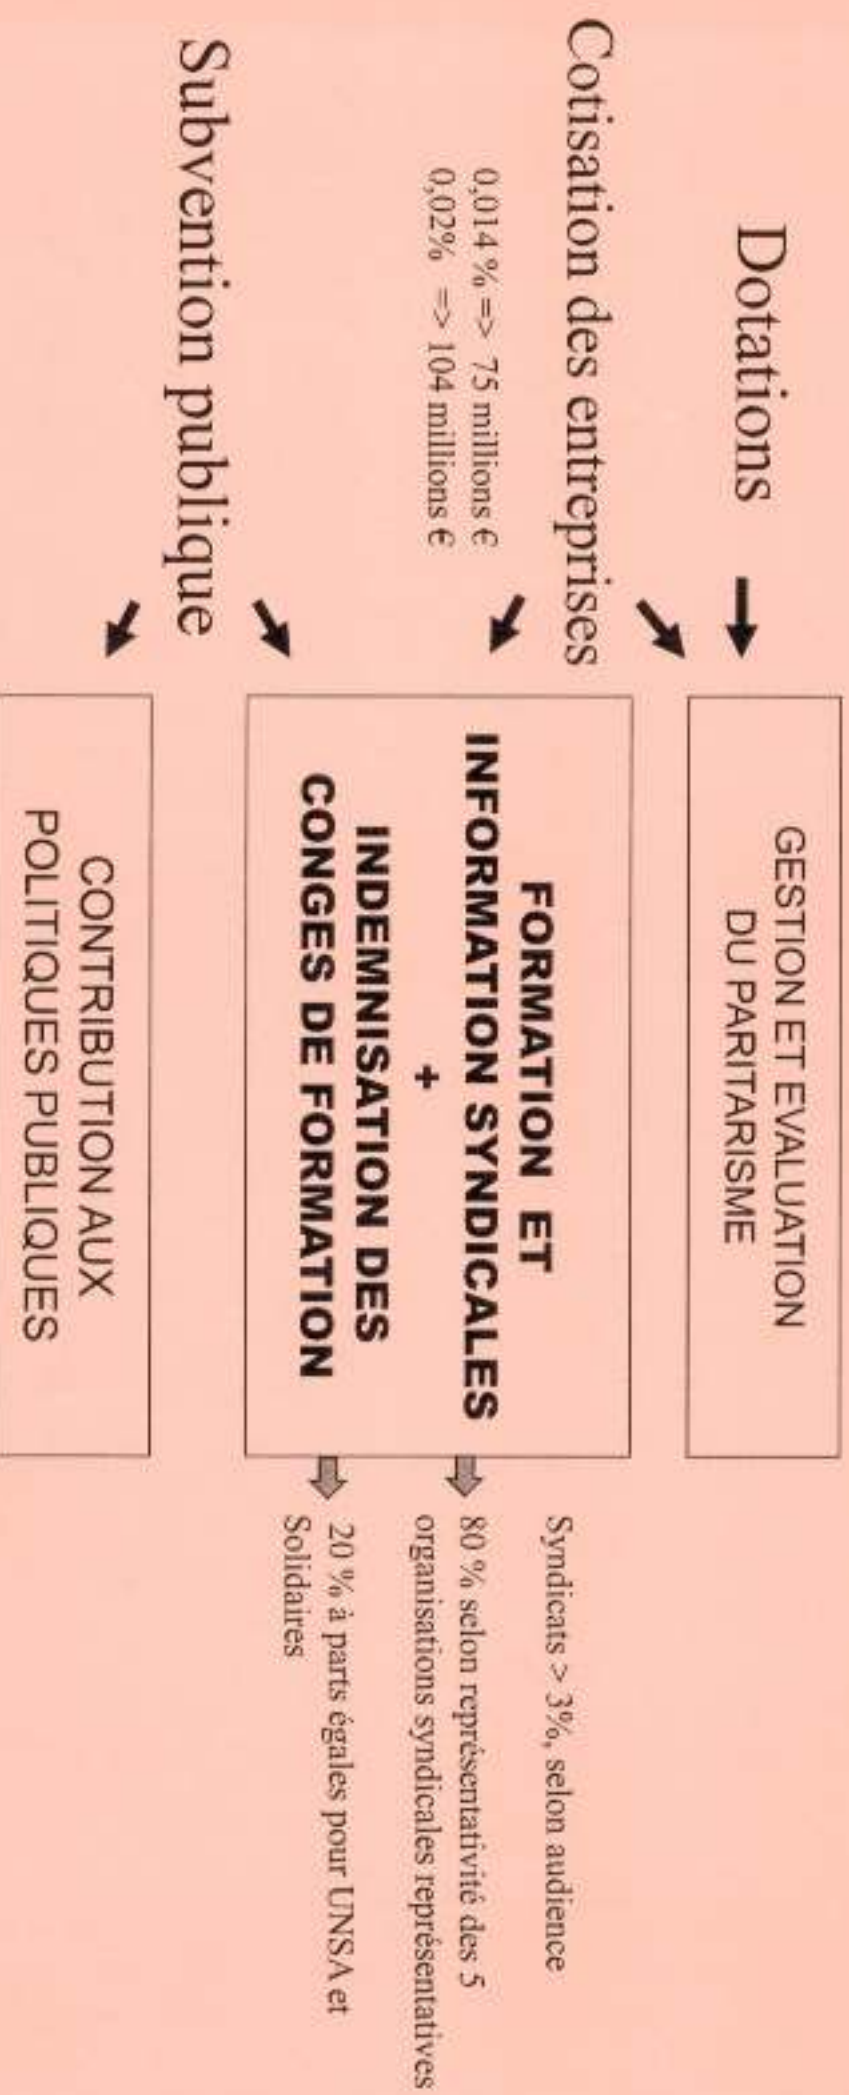 Dotations
Cotisation des entreprises
0,014 % => 75 millions €
0,02% => 104 millions €
Subvention publique
GESTION ET EVALUATION
DU PARITARISME
FORMATION ET
INFORMATION SYNDICALES
+
INDEMNISATION DES
CONGES DE FORMATION
CONTRIBUTION AUX
POLITIQUES PUBLIQUES
Syndicats > 3%, selon audience
80 % selon représentativité des 5
organisations syndicales représentatives
20 % à parts égales pour UNSA et
Solidaires